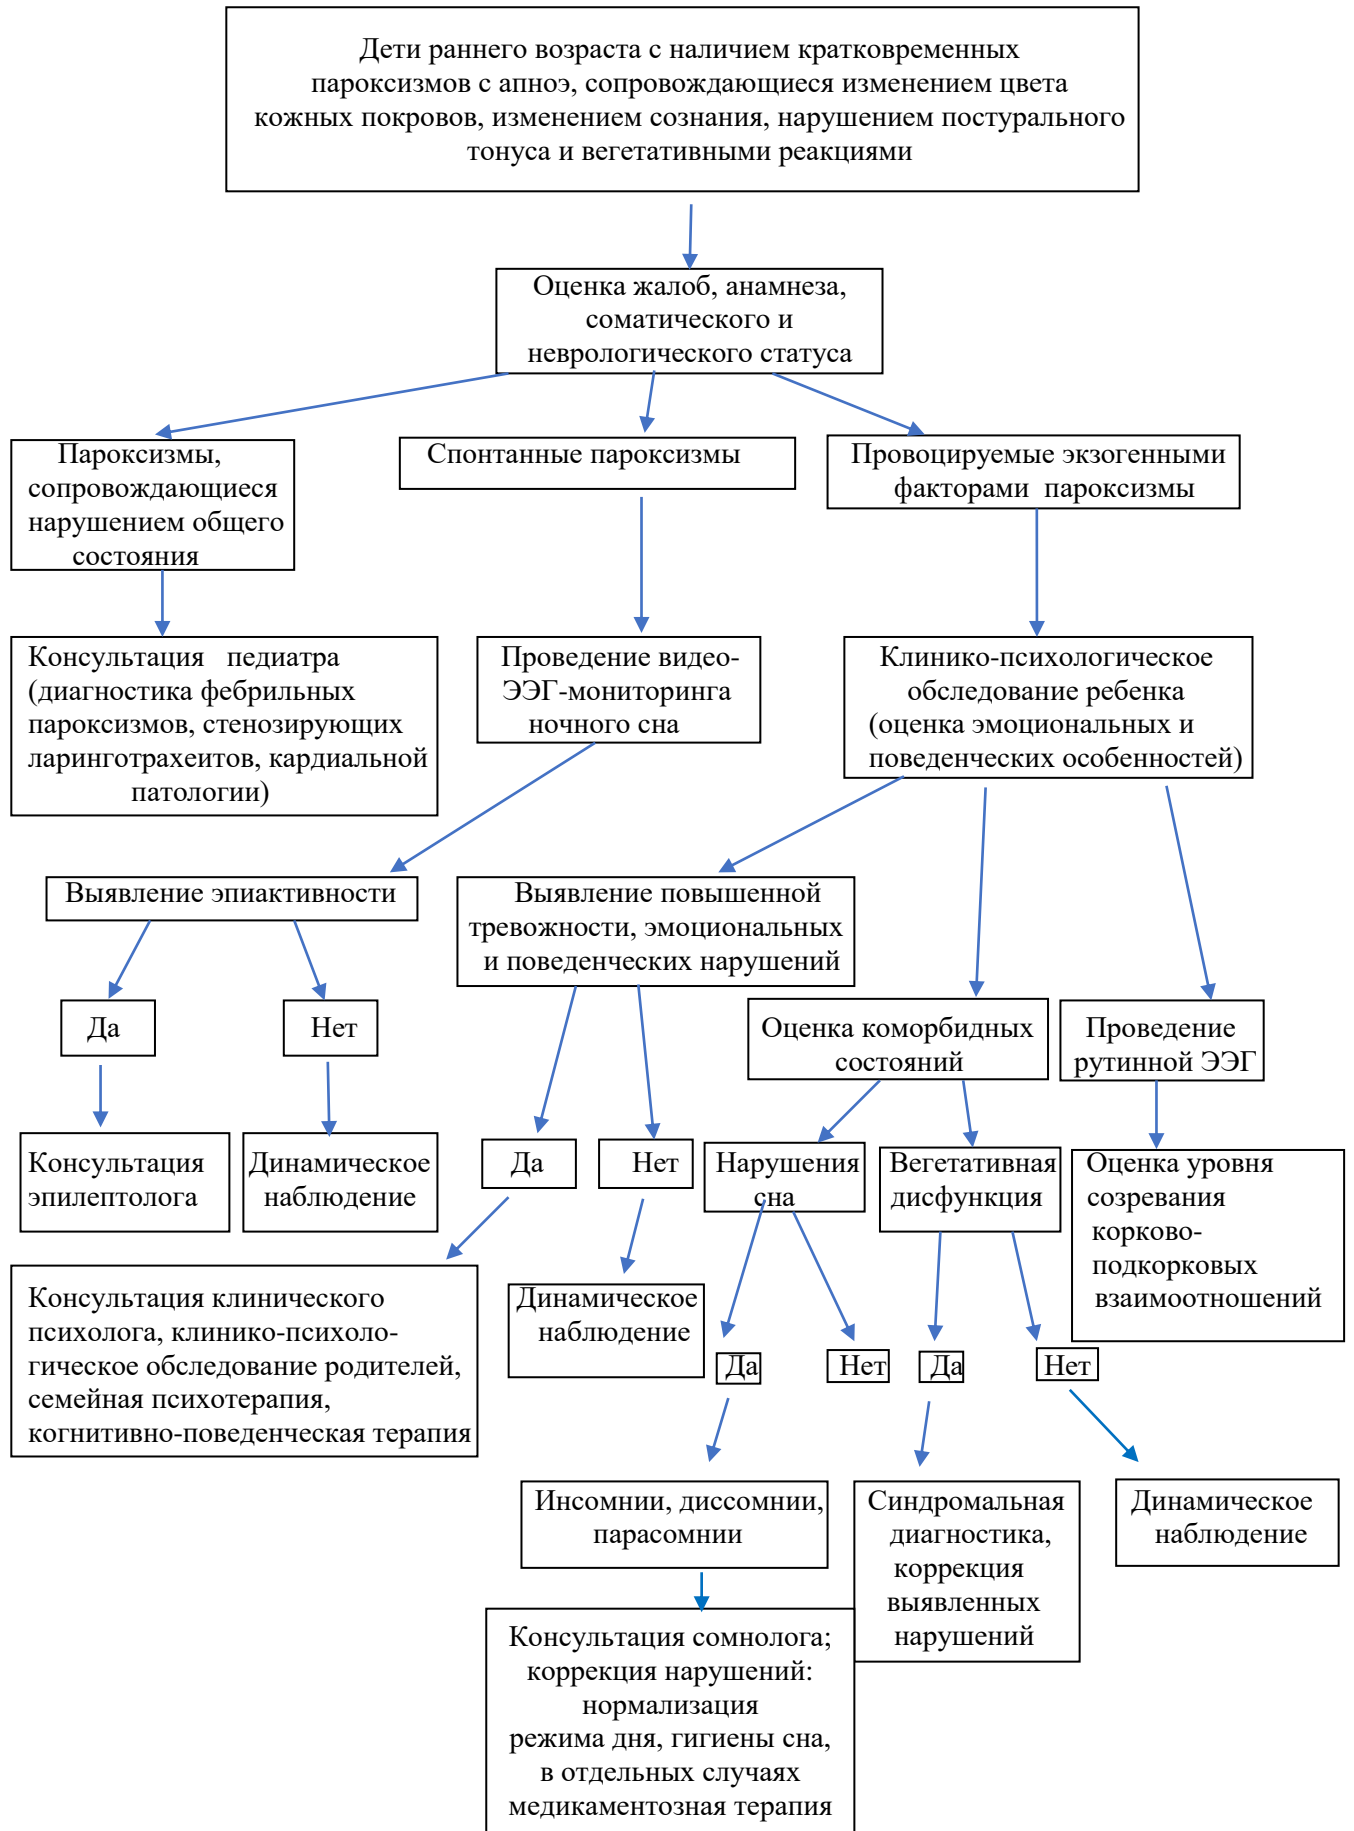 Дети раннего возраста с наличием кратковременных
пароксизмов с апноэ, сопровождающиеся изменением цвета
кожных покровов, изменением сознания, нарушением постурального
тонуса и вегетативными реакциями
Оценка жалоб, анамнеза,
соматического и
неврологического статуса
Пароксизмы,
сопровождающиеся
нарушением общего
состояния
Спонтанные пароксизмы
Провоцируемые экзогенными
факторами пароксизмы
Консультация педиатра
(диагностика фебрильных
пароксизмов, стенозирующих
ларинготрахеитов, кардиальной
патологии)
Проведение видео-
ЭЭГ-мониторинга
ночного сна
Клинико-психологическое
обследование ребенка
(оценка эмоциональных и
поведенческих особенностей)
Выявление эпиактивности
Выявление повышенной
тревожности, эмоциональных
и поведенческих нарушений
Да
Нет
Оценка коморбидных
состояний
Проведение
рутинной ЭЭГ
Консультация
эпилептолога
Динамическое
наблюдение
Да
Нет
Нарушения
сна
Вегетативная
дисфункция
Оценка уровня
созревания
корково-
подкорковых
взаимоотношений
Консультация клинического
психолога, клинико-психоло-
гическое обследование родителей,
семейная психотерапия,
когнитивно-поведенческая терапия
Динамическое
наблюдение
Да
Нет
Да
Нет
Инсомнии, диссомнии,
парасомнии
Синдромальная
диагностика,
коррекция
выявленных
нарушений
Динамическое
наблюдение
Консультация сомнолога;
коррекция нарушений:
нормализация
режима дня, гигиены сна,
в отдельных случаях
медикаментозная терапия